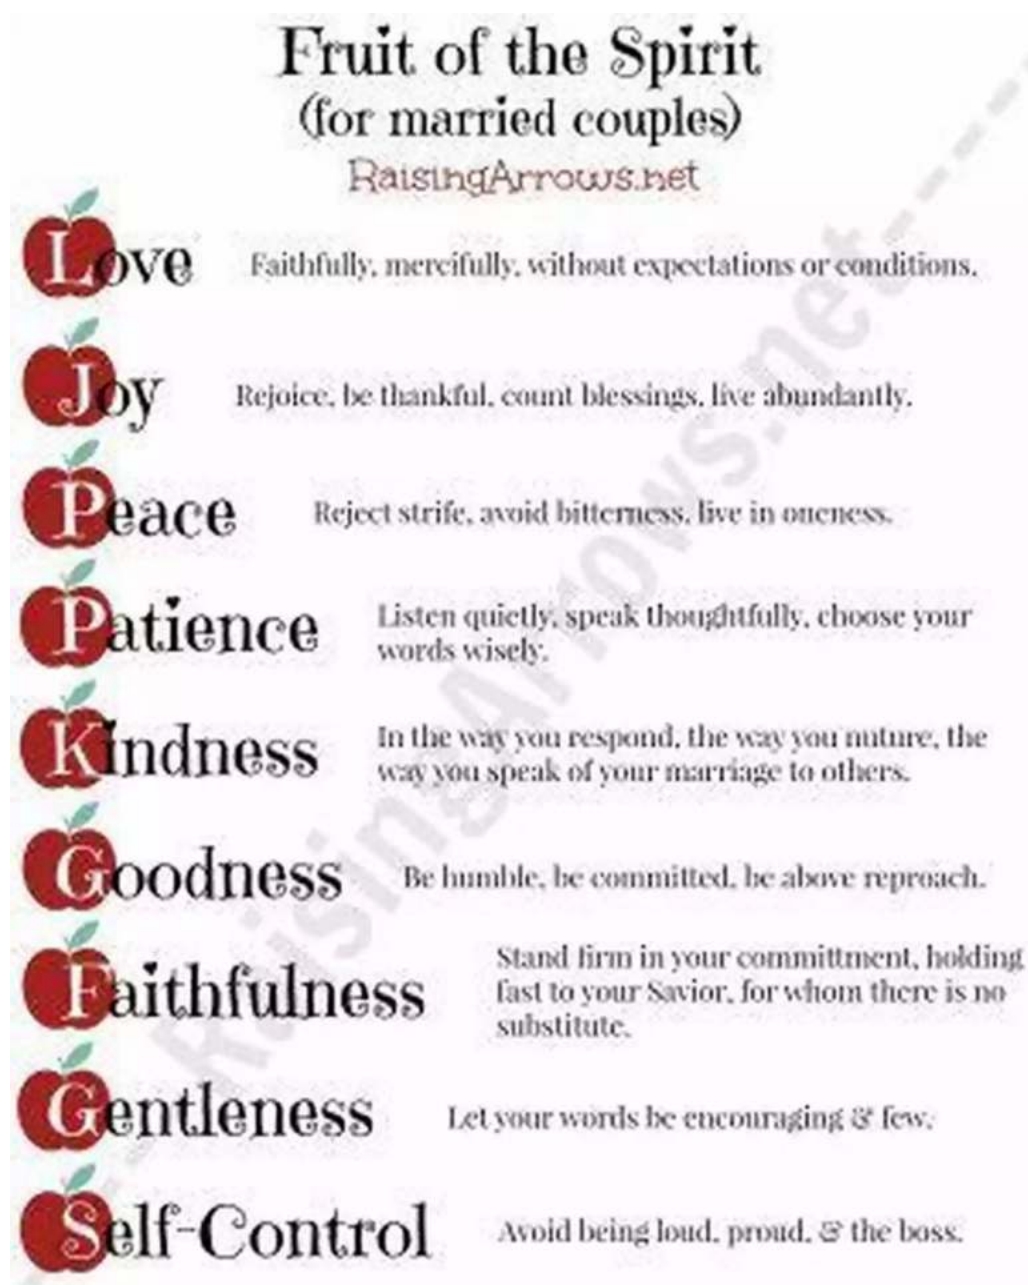 Fruit of the Spirit
(for married couples)
RaisingArrows.net
Love Faithfully, mercifully, without expectations or conditions.
Joy Rejoice, be thankful, count blessings, live abundantly.
Peace Reject strife, avoid bitterness, live in oneness.
Patience Listen quietly, speak thoughtfully, choose your
words wisely.
Kindness In the way you respond, the way you nuture, the
way you speak of your marriage to others.
Goodness Be humble, be committed, be above reproach.
Faithfulness Stand firm in your committment, holding
fast to your Savior, for whom there is no
substitute.
Gentleness Let your words be encouraging & few.
Self-Control Avoid being loud, proud, & the boss.
RaisingArrows.net